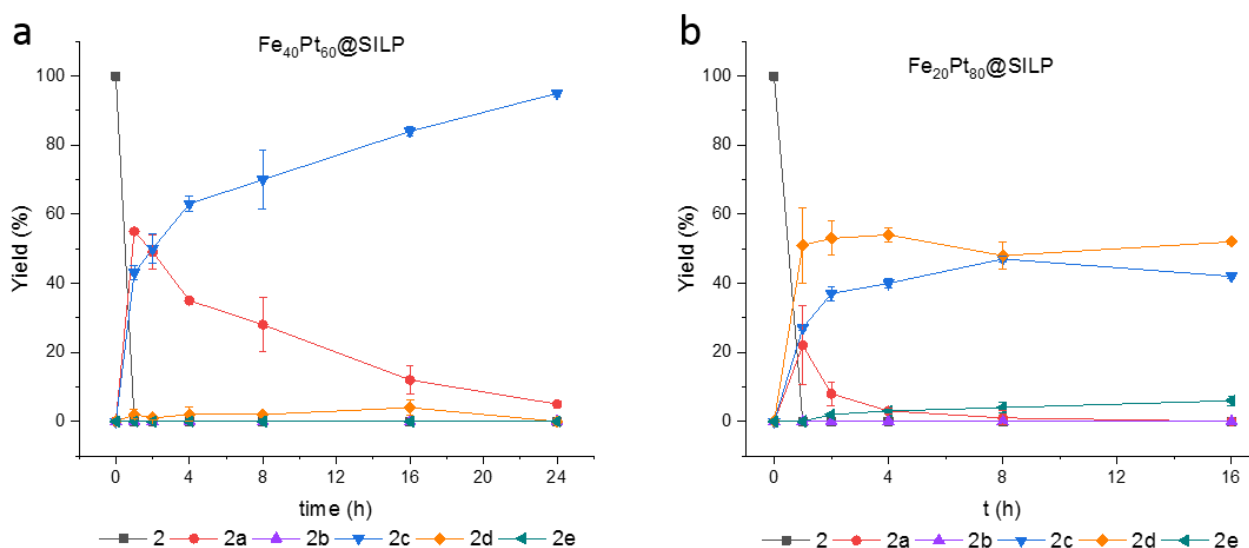 a
Fe₄₀Pt₆₀@SILP
Yield (%)
100
80
60
40
20
0
0 4 8 12 16 20 24
time (h)
2 2a 2b 2c 2d 2e
b
Fe₂₀Pt₈₀@SILP
Yield (%)
100
80
60
40
20
0
0 4 8 12 16
t (h)
2 2a 2b 2c 2d 2e